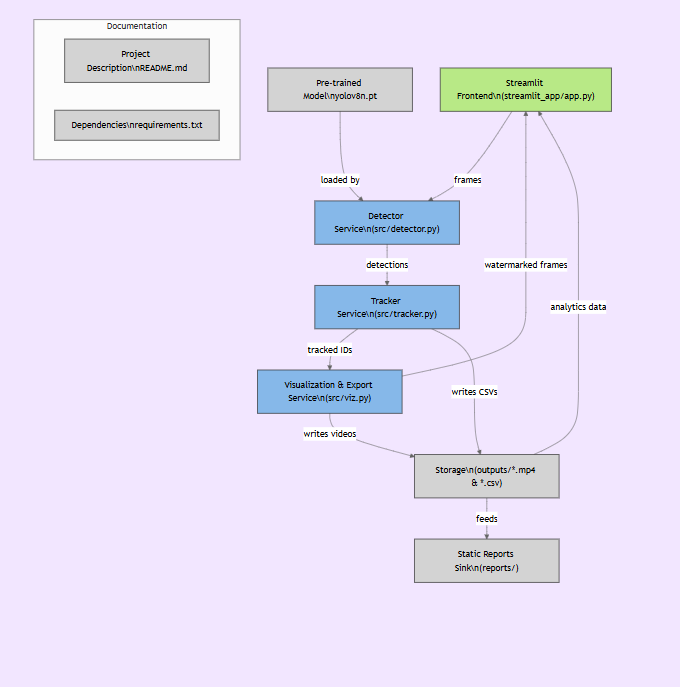 Documentation
Project
Description\nREADME.md
Dependencies\nrequirements.txt
Pre-trained
Model\nyolov8n.pt
Streamlit
Frontend\n(streamlit_app/app.py)
loaded by
frames
Detector
Service\n(src/detector.py)
detections
watermarked frames
Tracker
Service\n(src/tracker.py)
analytics data
tracked IDs
Visualization & Export
Service\n(src/viz.py)
writes CSVs
writes videos
Storage\n(outputs/*.mp4
& *.csv)
feeds
Static Reports
Sink\n(reports/)